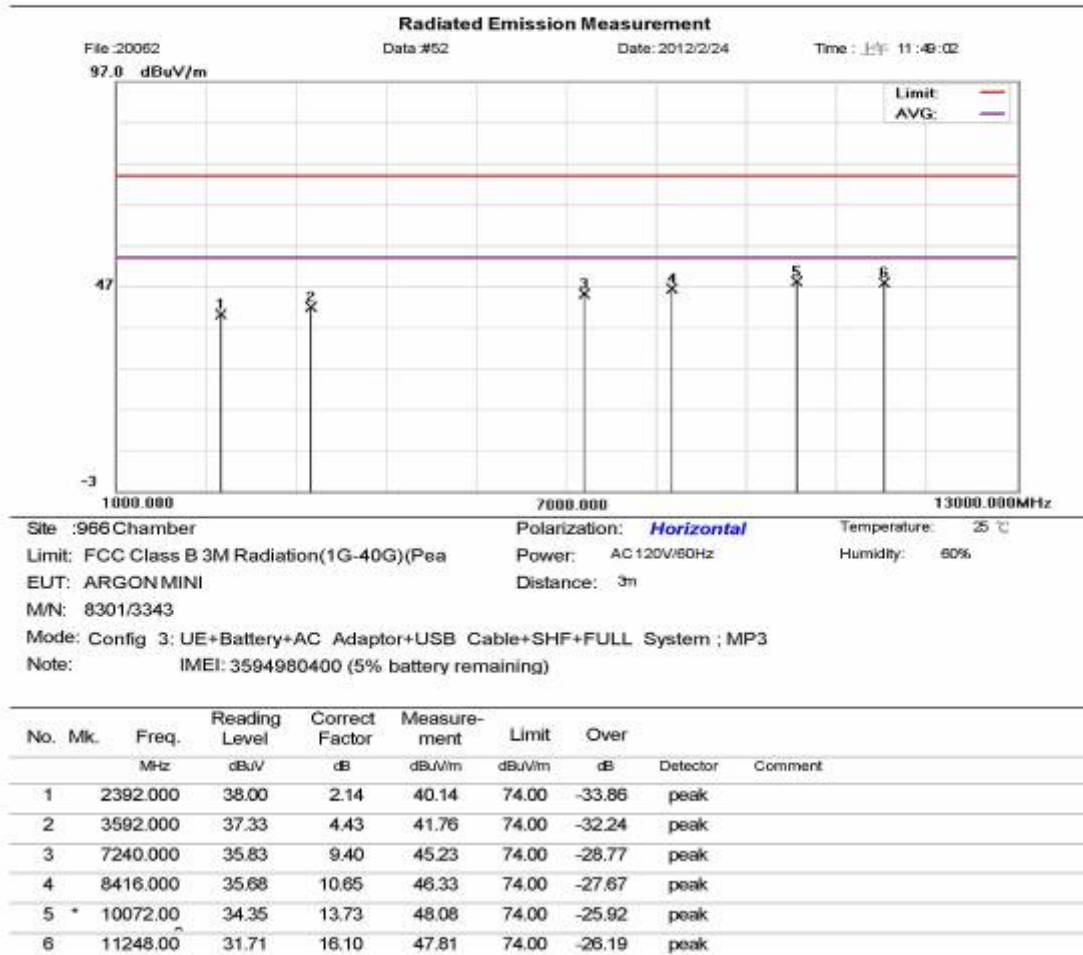 Radiated Emission Measurement
File :20062 Data :#52 Date: 2012/2/24 Time : 上午 11:49:02
97.0 dBuV/m
Limit:
AVG:
47
1 2 3 4 5 6
-3
1000.000 7000.000 13000.000MHz
Site :966 Chamber Polarization: Horizontal Temperature: 25 ℃
Limit: FCC Class B 3M Radiation(1G-40G)(Pea Power: AC 120V/60Hz Humidity: 60%
EUT: ARGON MINI Distance: 3m
M/N: 8301/3343
Mode: Config 3: UE+Battery+AC Adaptor+USB Cable+SHF+FULL System ; MP3
Note: IMEI: 3594980400 (5% battery remaining)
No. Mk. Freq. Reading Level Correct Factor Measure-ment Limit Over
MHz dBuV dB dBuV/m dBuV/m dB Detector Comment
1 2392.000 38.00 2.14 40.14 74.00 -33.86 peak
2 3592.000 37.33 4.43 41.76 74.00 -32.24 peak
3 7240.000 35.83 9.40 45.23 74.00 -28.77 peak
4 8416.000 35.68 10.65 46.33 74.00 -27.67 peak
5 * 10072.00 34.35 13.73 48.08 74.00 -25.92 peak
6 11248.00 31.71 16.10 47.81 74.00 -26.19 peak